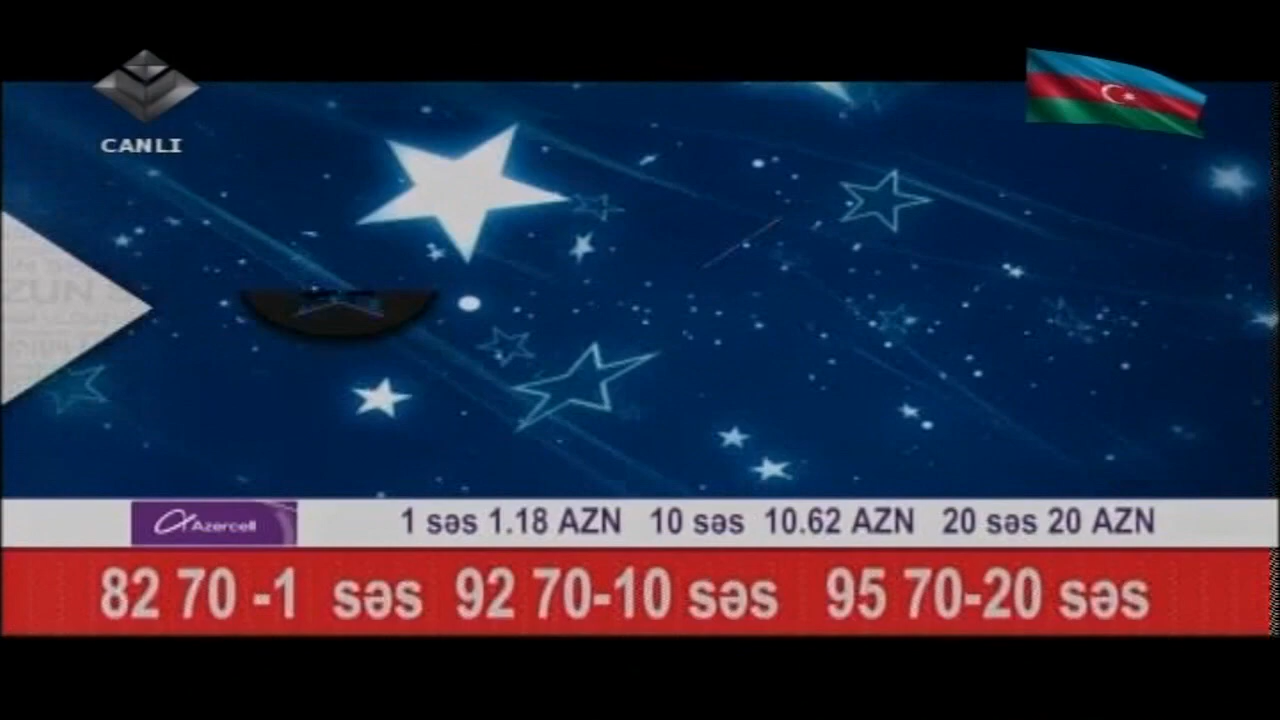 CANLI
ZUN S
Azercell
1 səs 1.18 AZN 10 səs 10.62 AZN 20 səs 20 AZN
82 70 -1 səs 92 70-10 səs 95 70-20 səs